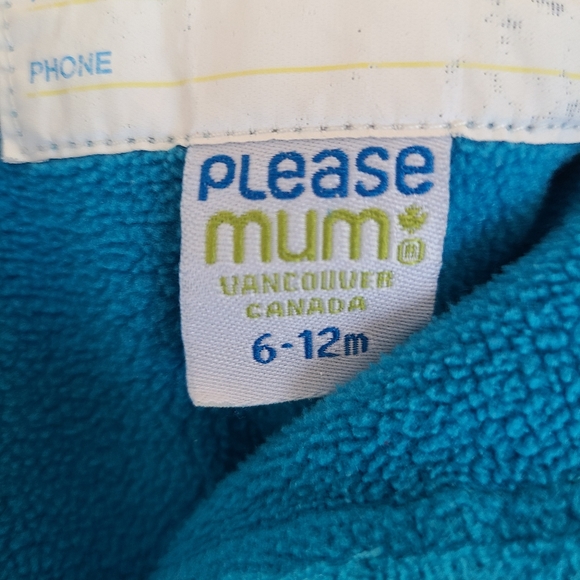 PHONE
PLease
mum
VANCOUVER
CANADA
6-12m